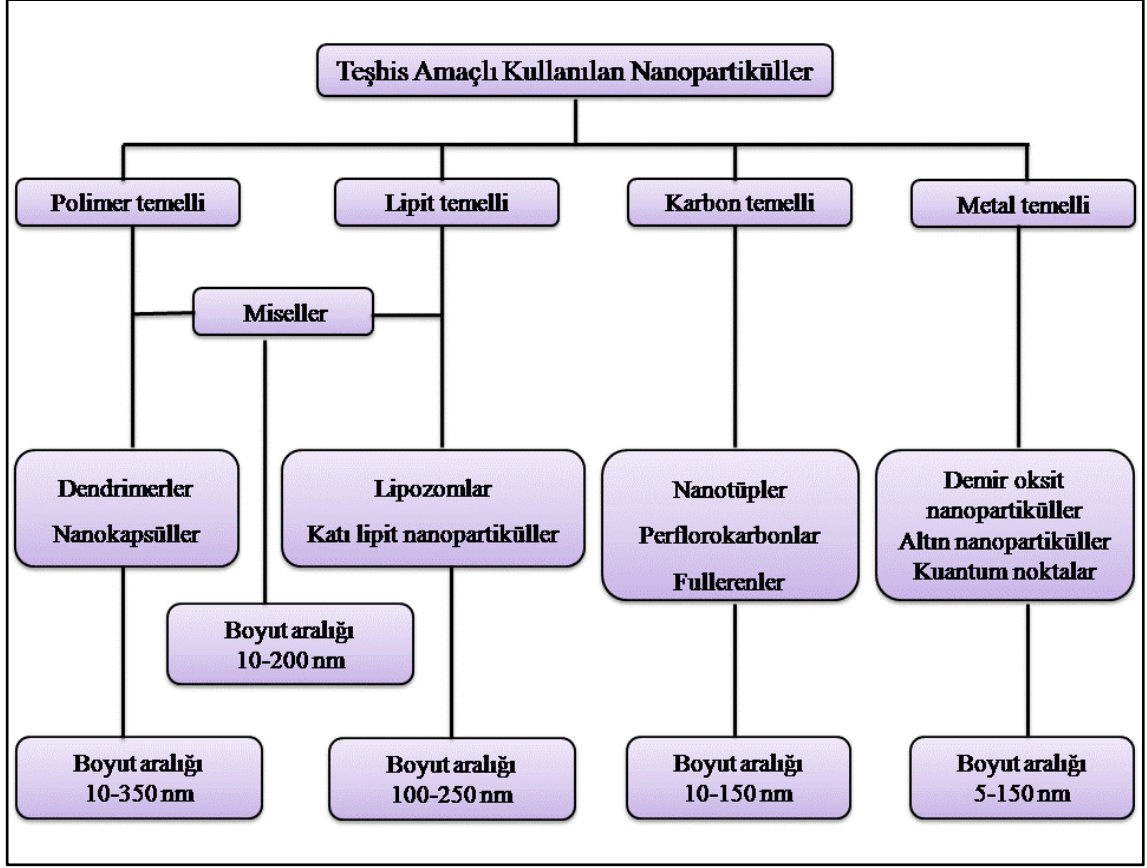 Teşhis Amaçlı Kullanılan Nanopartiküller
Polimer temelli
Lipit temelli
Karbon temelli
Metal temelli
Miseller
Dendrimerler
Nanokapsüller
Lipozomlar
Katı lipit nanopartiküller
Nanotüpler
Perflorokarbonlar
Fullerenler
Demir oksit
nanopartiküller
Altın nanopartiküller
Kuantum noktalar
Boyut aralığı
10-200 nm
Boyut aralığı
10-350 nm
Boyut aralığı
100-250 nm
Boyut aralığı
10-150 nm
Boyut aralığı
5-150 nm